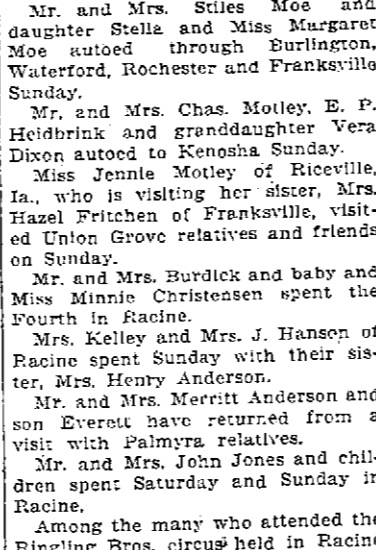 Mr. and Mrs. Stiles Moe and
daughter Stella and Miss Margaret
Moe autoed through Burlington,
Waterford, Rochester and Franksville
Sunday.
Mr. and Mrs. Chas. Motley, E. P.
Heidbrink and granddaughter Vera
Dixon autoed to Kenosha Sunday.
Miss Jennie Motley of Riceville,
Ia., who is visiting her sister, Mrs.
Hazel Fritchen of Franksville, visit-
ed Union Grove relatives and friends
on Sunday.
Mr. and Mrs. Burdick and baby and
Miss Minnie Christensen spent the
Fourth in Racine.
Mrs. Kelley and Mrs. J. Hansen of
Racine spent Sunday with their sis-
ter, Mrs. Henry Anderson.
Mr. and Mrs. Merritt Anderson and
son Everett have returned from a
visit with Palmyra relatives.
Mr. and Mrs. John Jones and chil-
dren spent Saturday and Sunday in
Racine.
Among the many who attended the
Ringling Bros. circus held in Racine